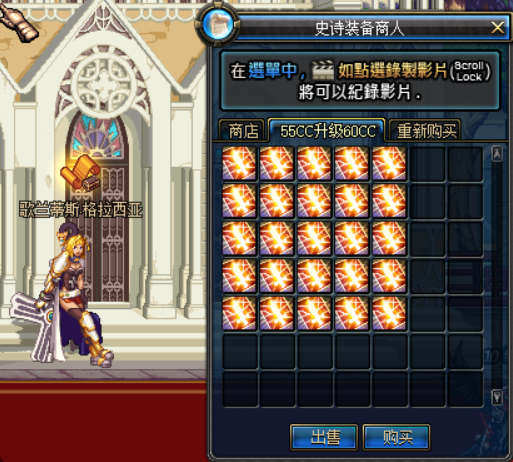 史诗装备商人
在選單中, 如點選錄製影片(Scroll Lock)
將可以紀錄影片.
商店 55CC升级60CC 重新购买
歌兰蒂斯·格拉西亚
出售 购买